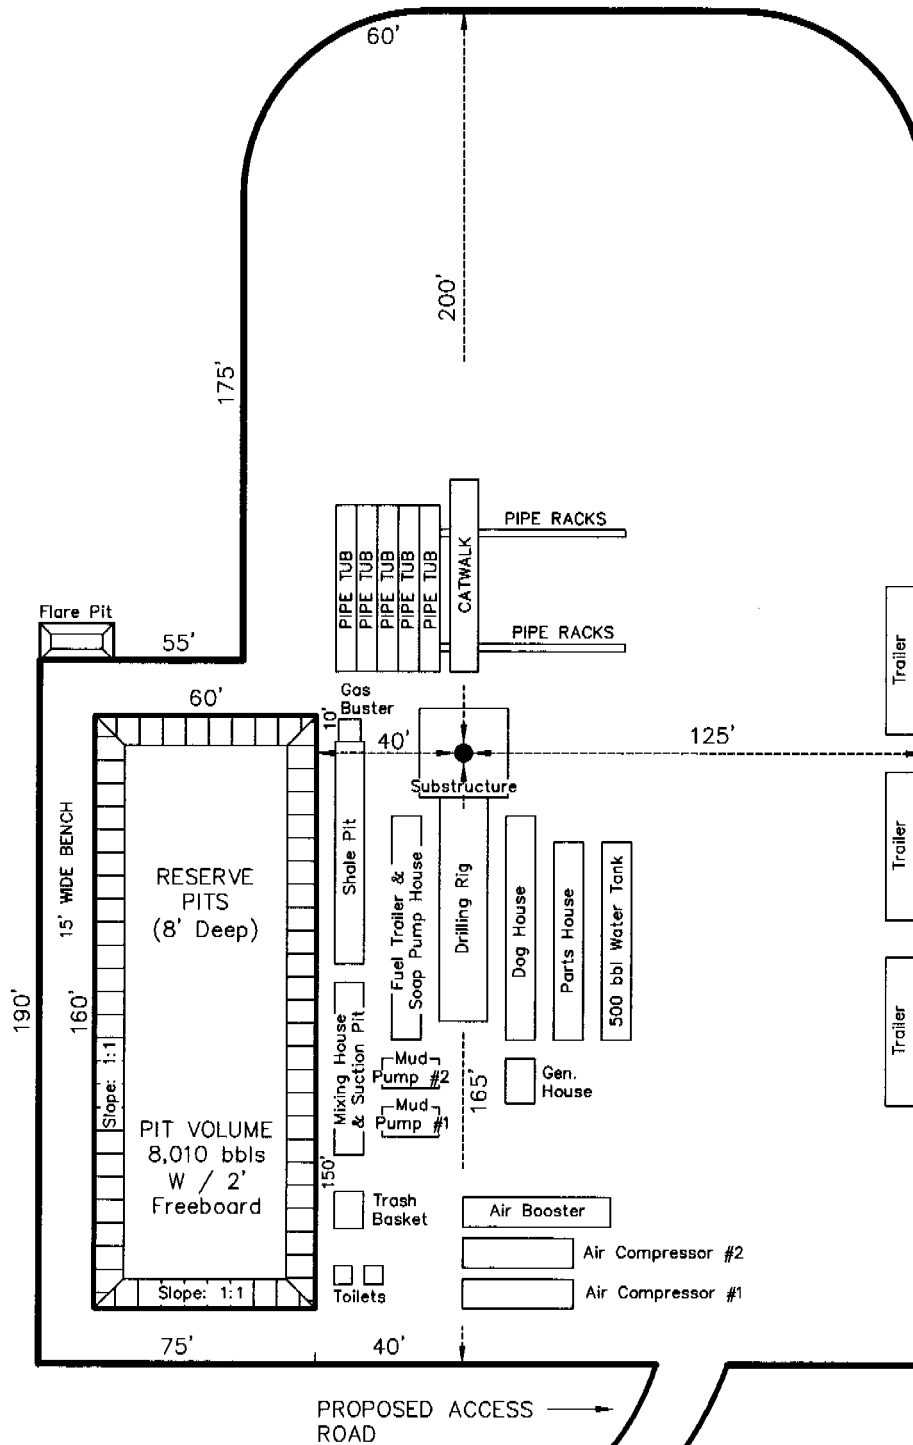 60'
200'
175'
PIPE RACKS
PIPE TUB
PIPE TUB
PIPE TUB
PIPE TUB
PIPE TUB
CATWALK
Flare Pit
PIPE RACKS
Trailer
55'
Gas
Buster
60'
10'
40'
125'
Substructure
15' WIDE BENCH
RESERVE
PITS
(8' Deep)
Shale Pit
Fuel Trailer &
Soap Pump House
Drilling Rig
Dog House
Parts House
500 bbl Water Tank
Trailer
190'
160'
Slope: 1:1
Mixing House
& Suction Pit
Mud
Pump #2
165'
Gen.
House
Trailer
Mud
Pump #1
PIT VOLUME
8,010 bbls
W / 2'
Freeboard
150'
Trash
Basket
Air Booster
Air Compressor #2
Slope: 1:1
Toilets
Air Compressor #1
75'
40'
PROPOSED ACCESS
ROAD